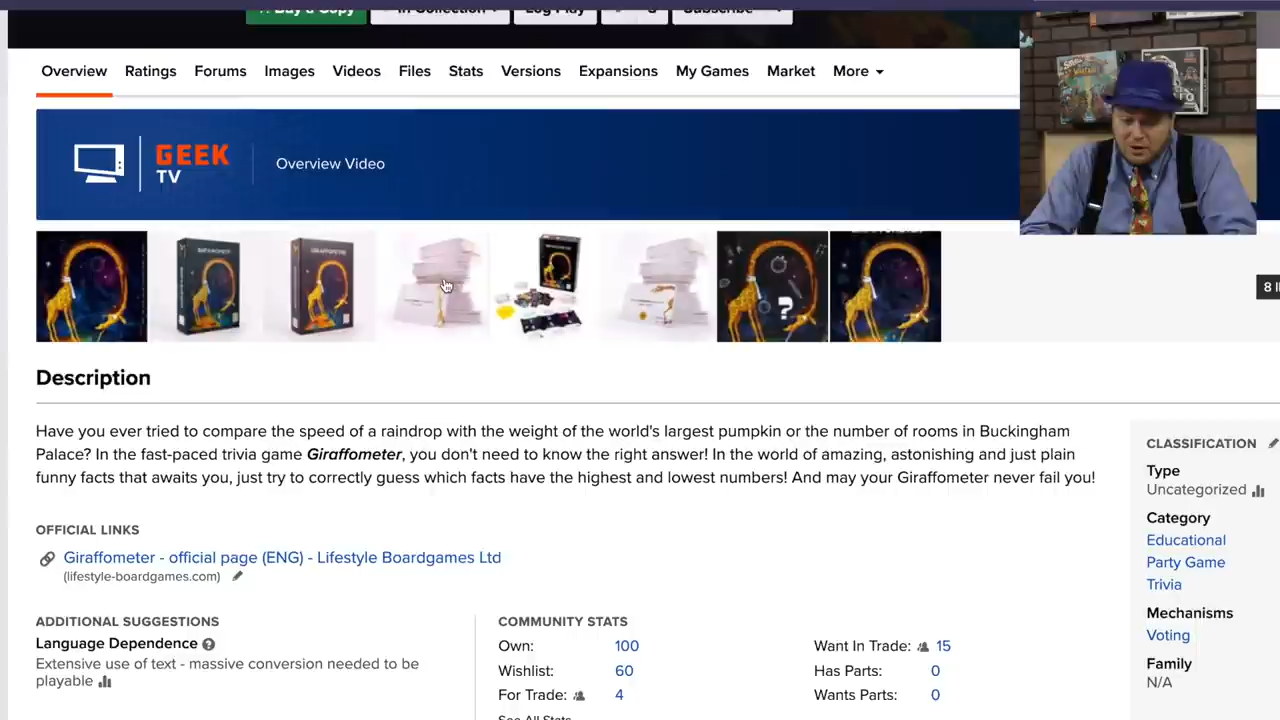 Buy a Copy In Collection Log Play Subscribe
Overview Ratings Forums Images Videos Files Stats Versions Expansions My Games Market More
GEEK
TV
Overview Video
GIRAFFOMETER
GIRAFFOMETER
?
8 I
Description
Have you ever tried to compare the speed of a raindrop with the weight of the world's largest pumpkin or the number of rooms in Buckingham
Palace? In the fast-paced trivia game Giraffometer, you don't need to know the right answer! In the world of amazing, astonishing and just plain
funny facts that awaits you, just try to correctly guess which facts have the highest and lowest numbers! And may your Giraffometer never fail you!
OFFICIAL LINKS
Giraffometer - official page (ENG) - Lifestyle Boardgames Ltd
(lifestyle-boardgames.com)
ADDITIONAL SUGGESTIONS
Language Dependence ?
Extensive use of text - massive conversion needed to be
playable
COMMUNITY STATS
Own: 100
Wishlist: 60
For Trade: 4
See All Stats
Want In Trade: 15
Has Parts: 0
Wants Parts: 0
CLASSIFICATION
Type
Uncategorized
Category
Educational
Party Game
Trivia
Mechanisms
Voting
Family
N/A